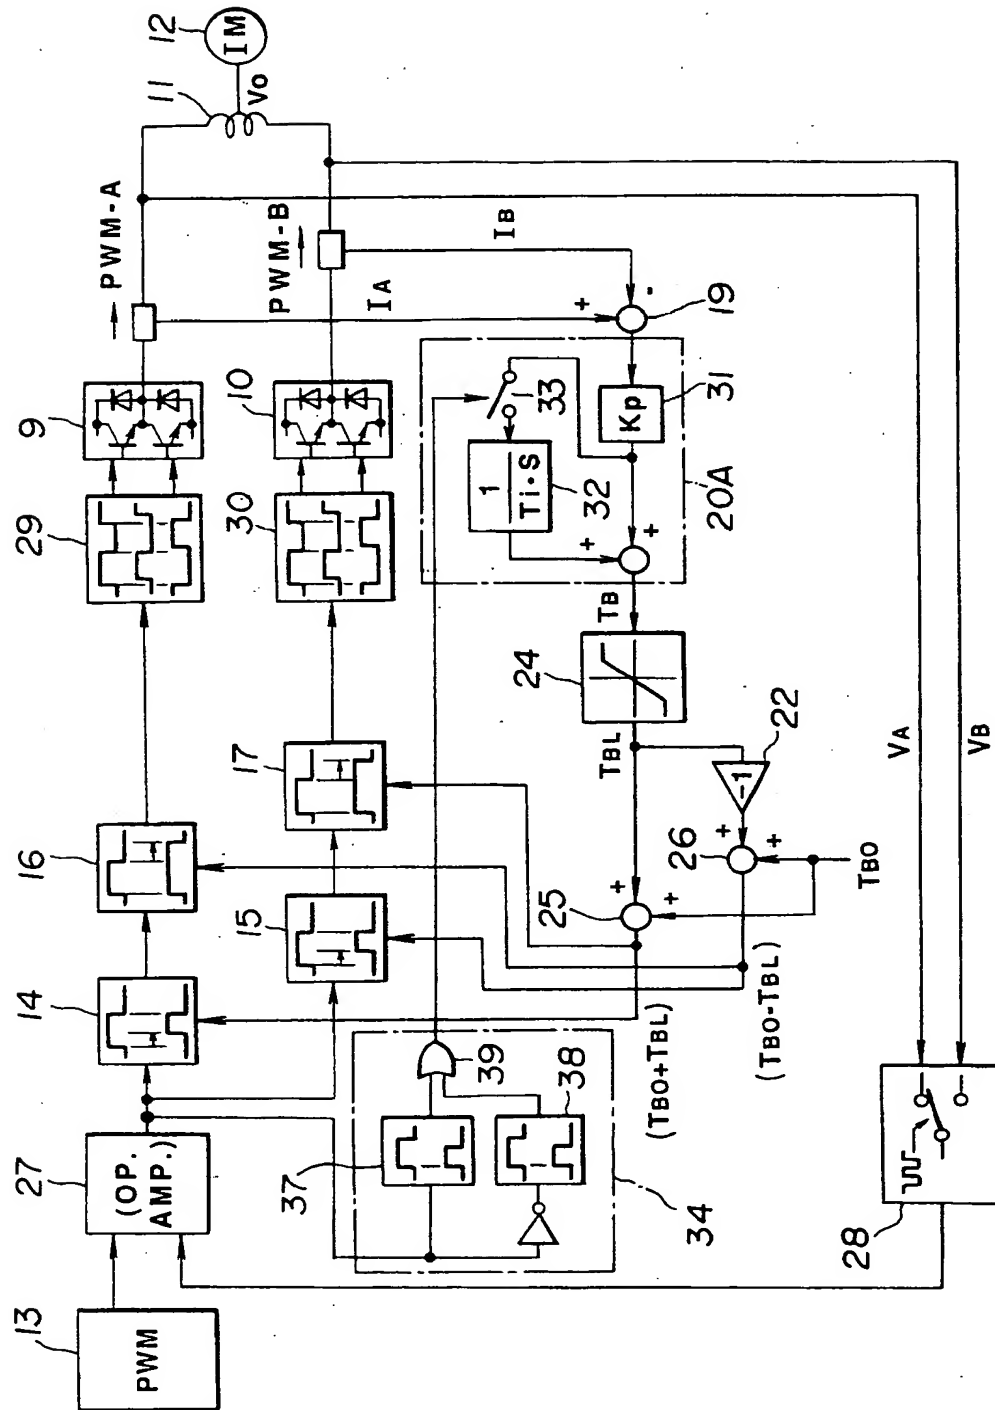 13
PWM
27
(OP.
AMP.)
14
16
29
9
PWM-A
11
12
IM
Vo
15
17
30
10
PWM-B
IA
IB
37
38
39
34
(TBO+TBL)
(TBO-TBL)
25
26
TBO
22
-1
TBL
24
TB
20A
1
Ti·S
32
33
Kp
31
19
+
-
+
+
+
+
+
+
28
VA
VB